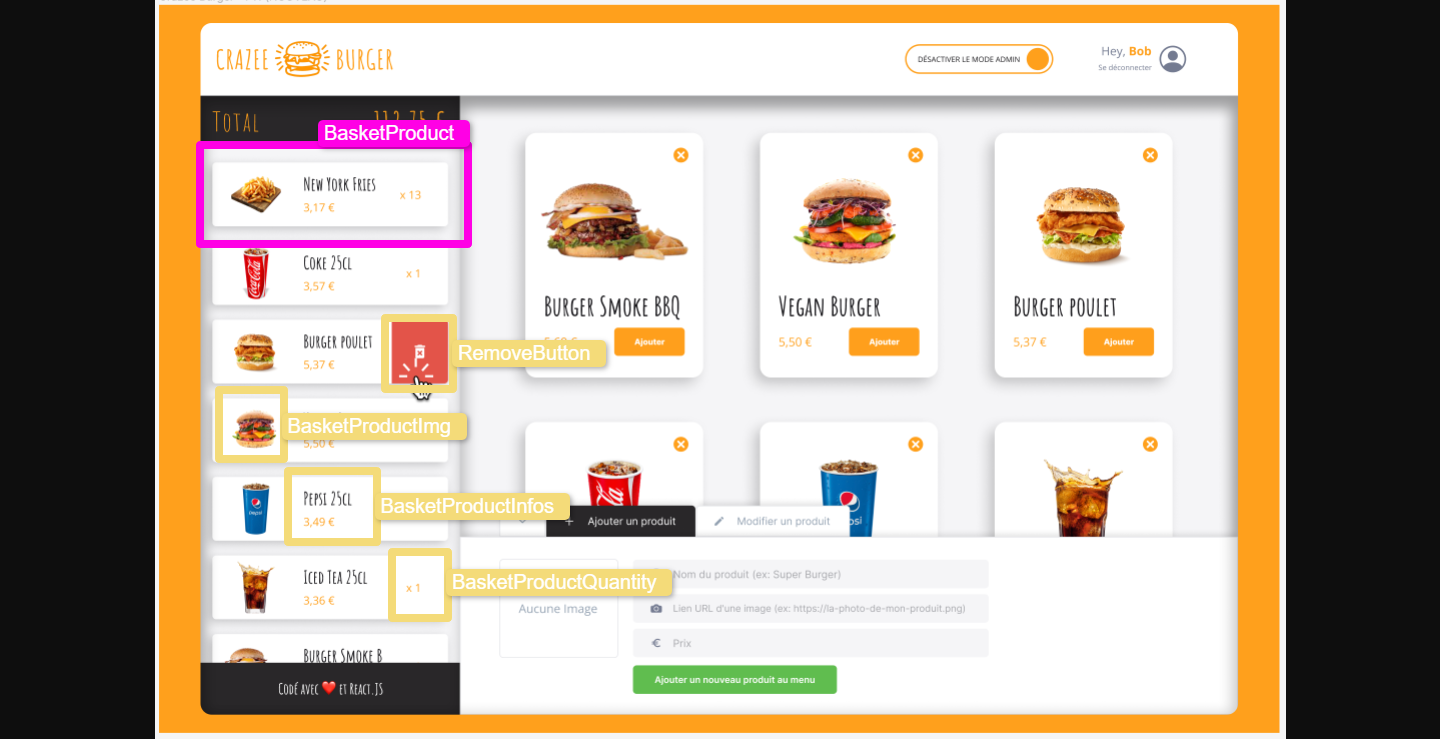 CRAZEE BURGER
DÉSACTIVER LE MODE ADMIN
Hey, Bob
Se déconnecter
TOTAL
BasketProduct
NEW YORK FRIES
3,17 €
x 13
COKE 25CL
3,57 €
x 1
BURGER POULET
5,37 €
RemoveButton
BasketProductImg
5,50 €
PEPSI 25CL
3,49 €
BasketProductInfos
ICED TEA 25CL
3,36 €
x 1
BasketProductQuantity
BURGER SMOKE B
CODÉ AVEC ❤️ ET REACT.JS
BURGER SMOKE BBQ
Ajouter
VEGAN BURGER
5,50 €
Ajouter
BURGER POULET
5,37 €
Ajouter
Ajouter un produit
Modifier un produit
Aucune Image
Nom du produit (ex: Super Burger)
Lien URL d'une image (ex: https://la-photo-de-mon-produit.png)
€ Prix
Ajouter un nouveau produit au menu